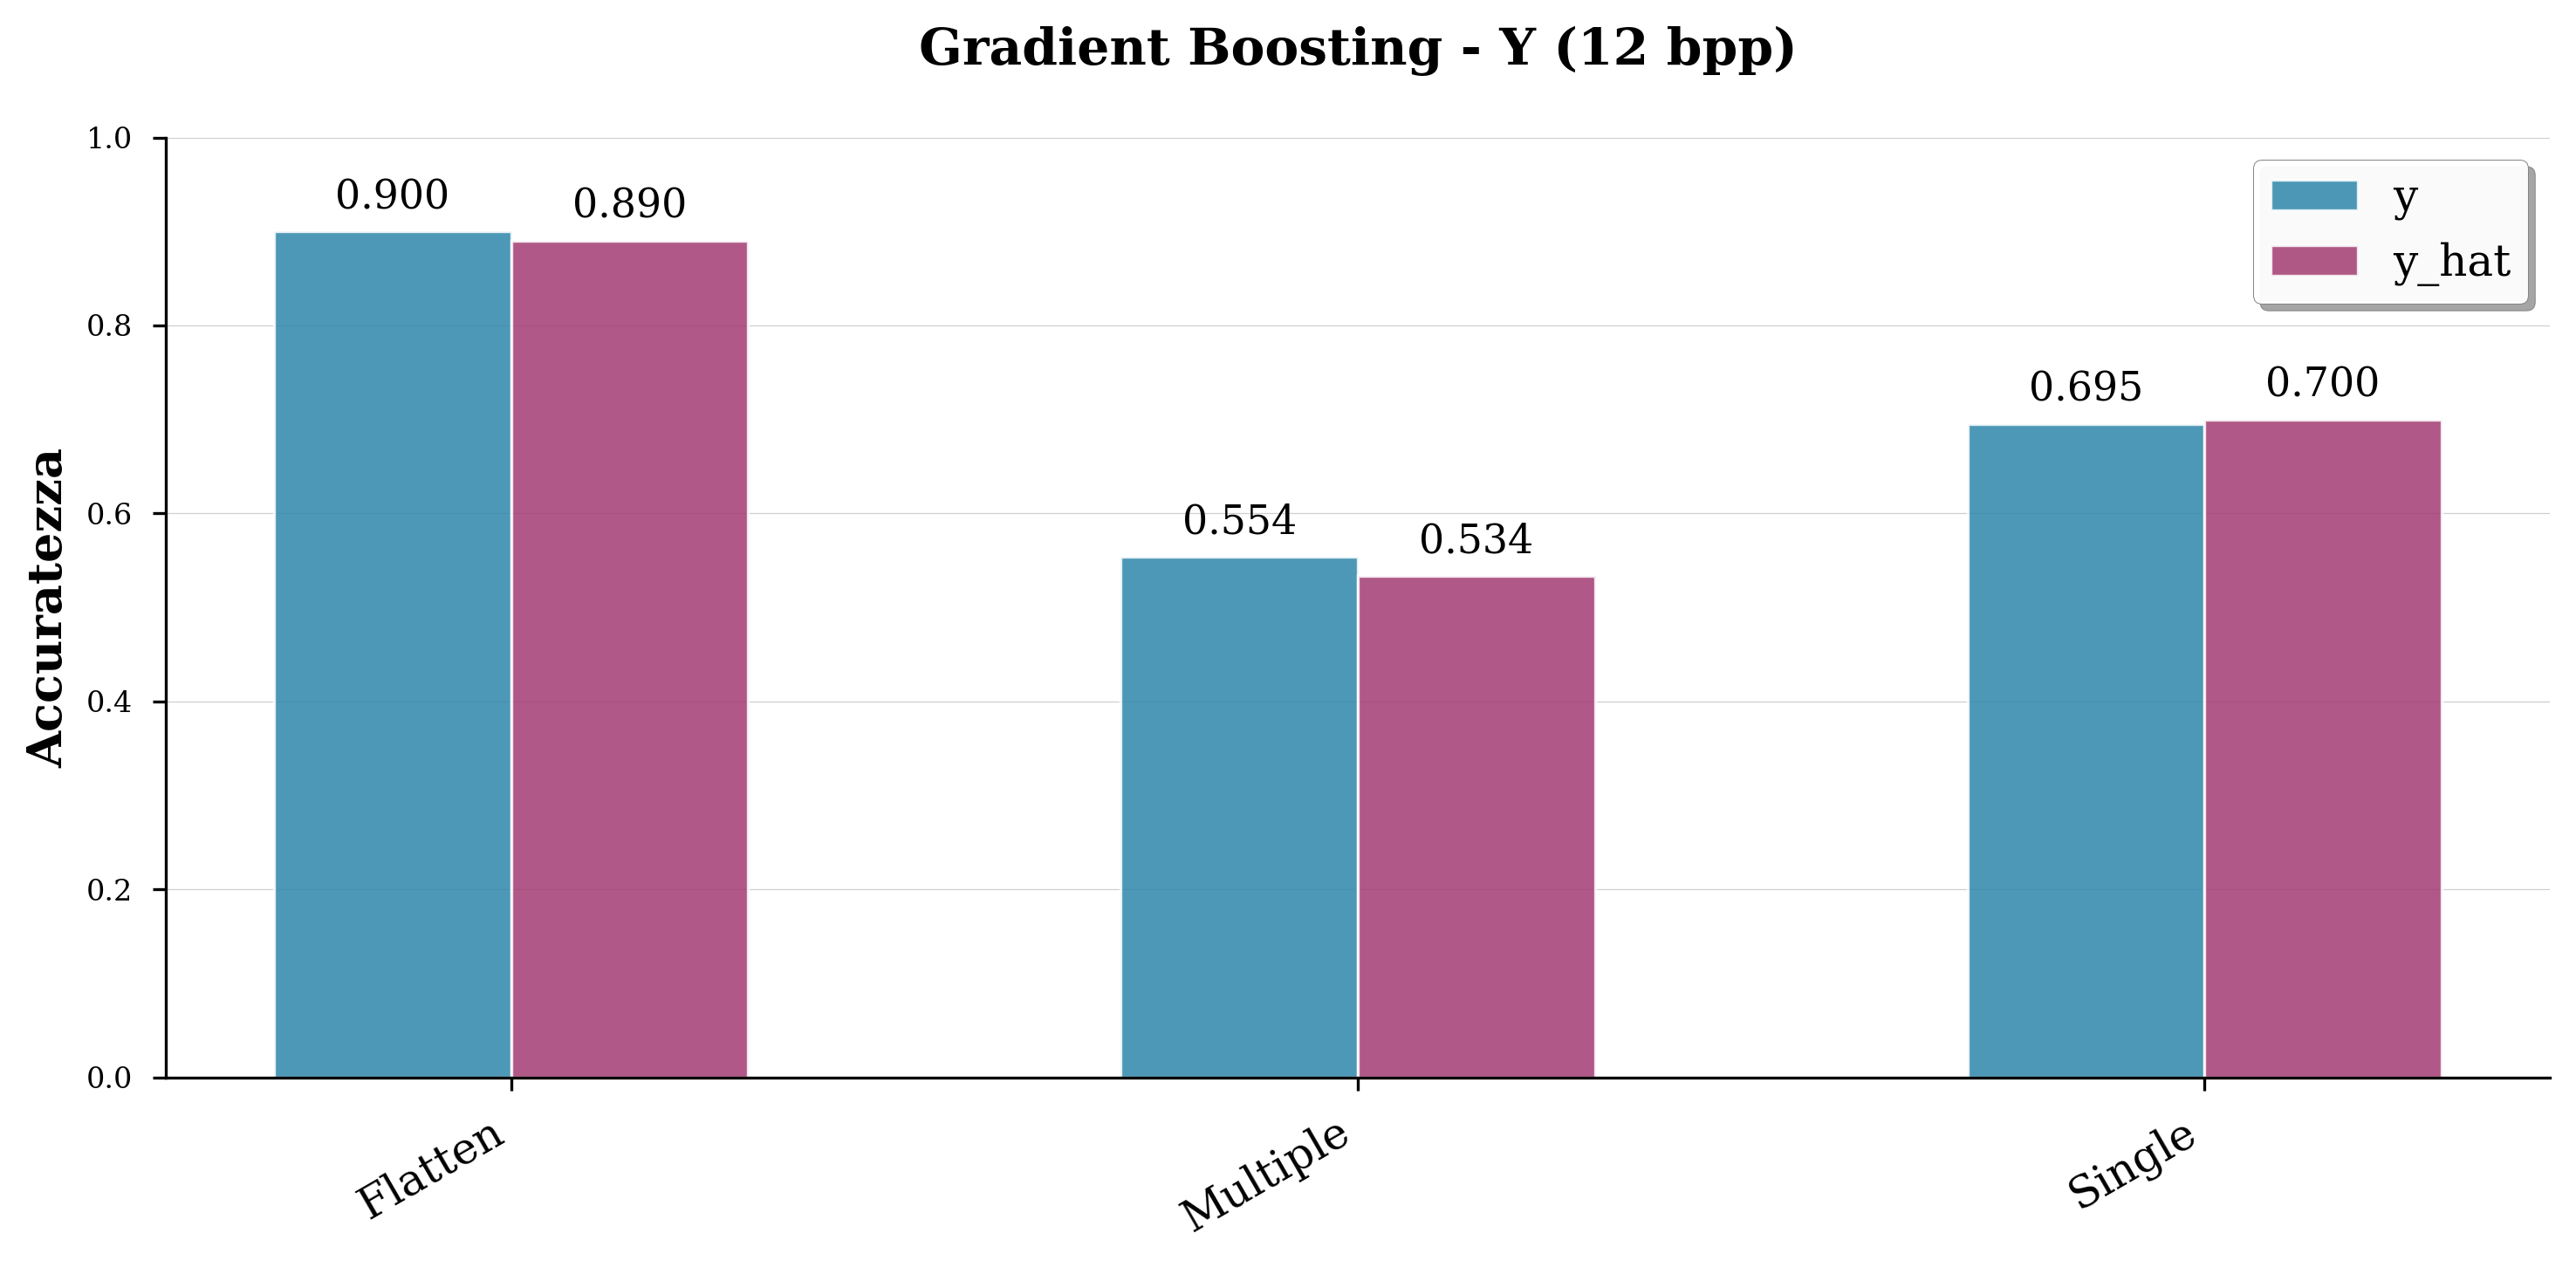 Gradient Boosting - Y (12 bpp)
Accuratezza
1.0
0.8
0.6
0.4
0.2
0.0
0.900
0.890
0.554
0.534
0.695
0.700
y
y_hat
Flatten
Multiple
Single